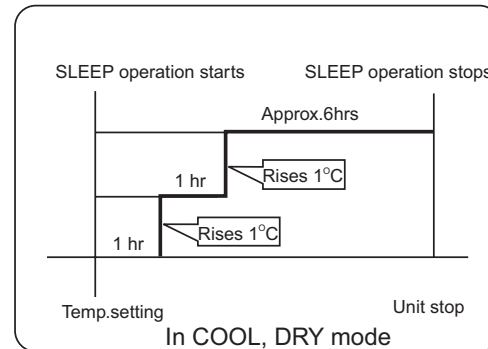 SLEEP operation starts
SLEEP operation stops
Approx.6hrs
1 hr
Rises 1°C
Rises 1°C
1 hr
Temp.setting
Unit stop
In COOL, DRY mode